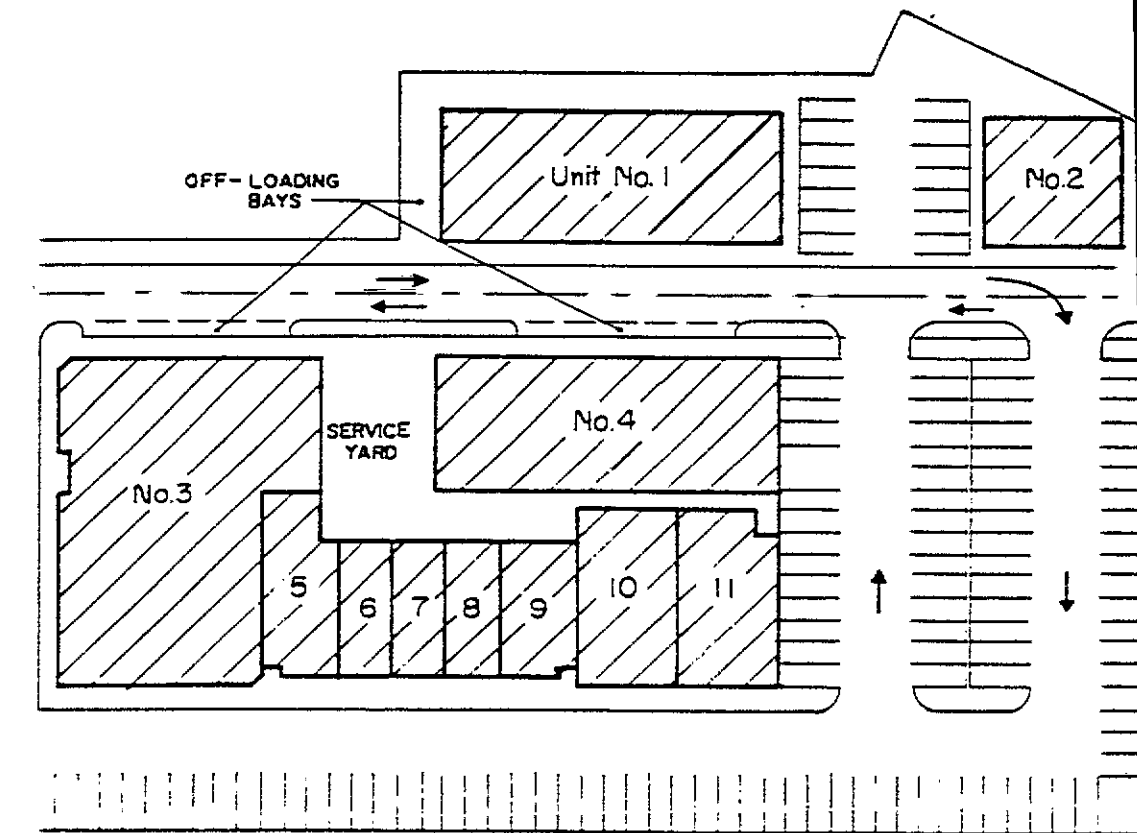 Unit No.1
No.2
OFF-LOADING
BAYS
No.4
SERVICE
YARD
No.3
5
6
7
8
9
10
11